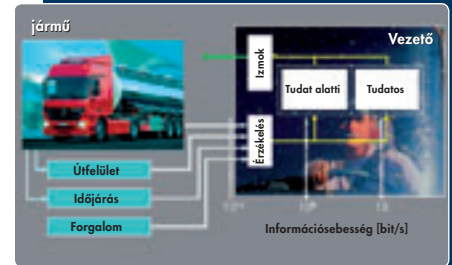 jármű
Vezető
Izmok
Tudat alatti
Tudatos
Érzékelés
Útfelület
Időjárás
Forgalom
Információsebesség [bit/s]